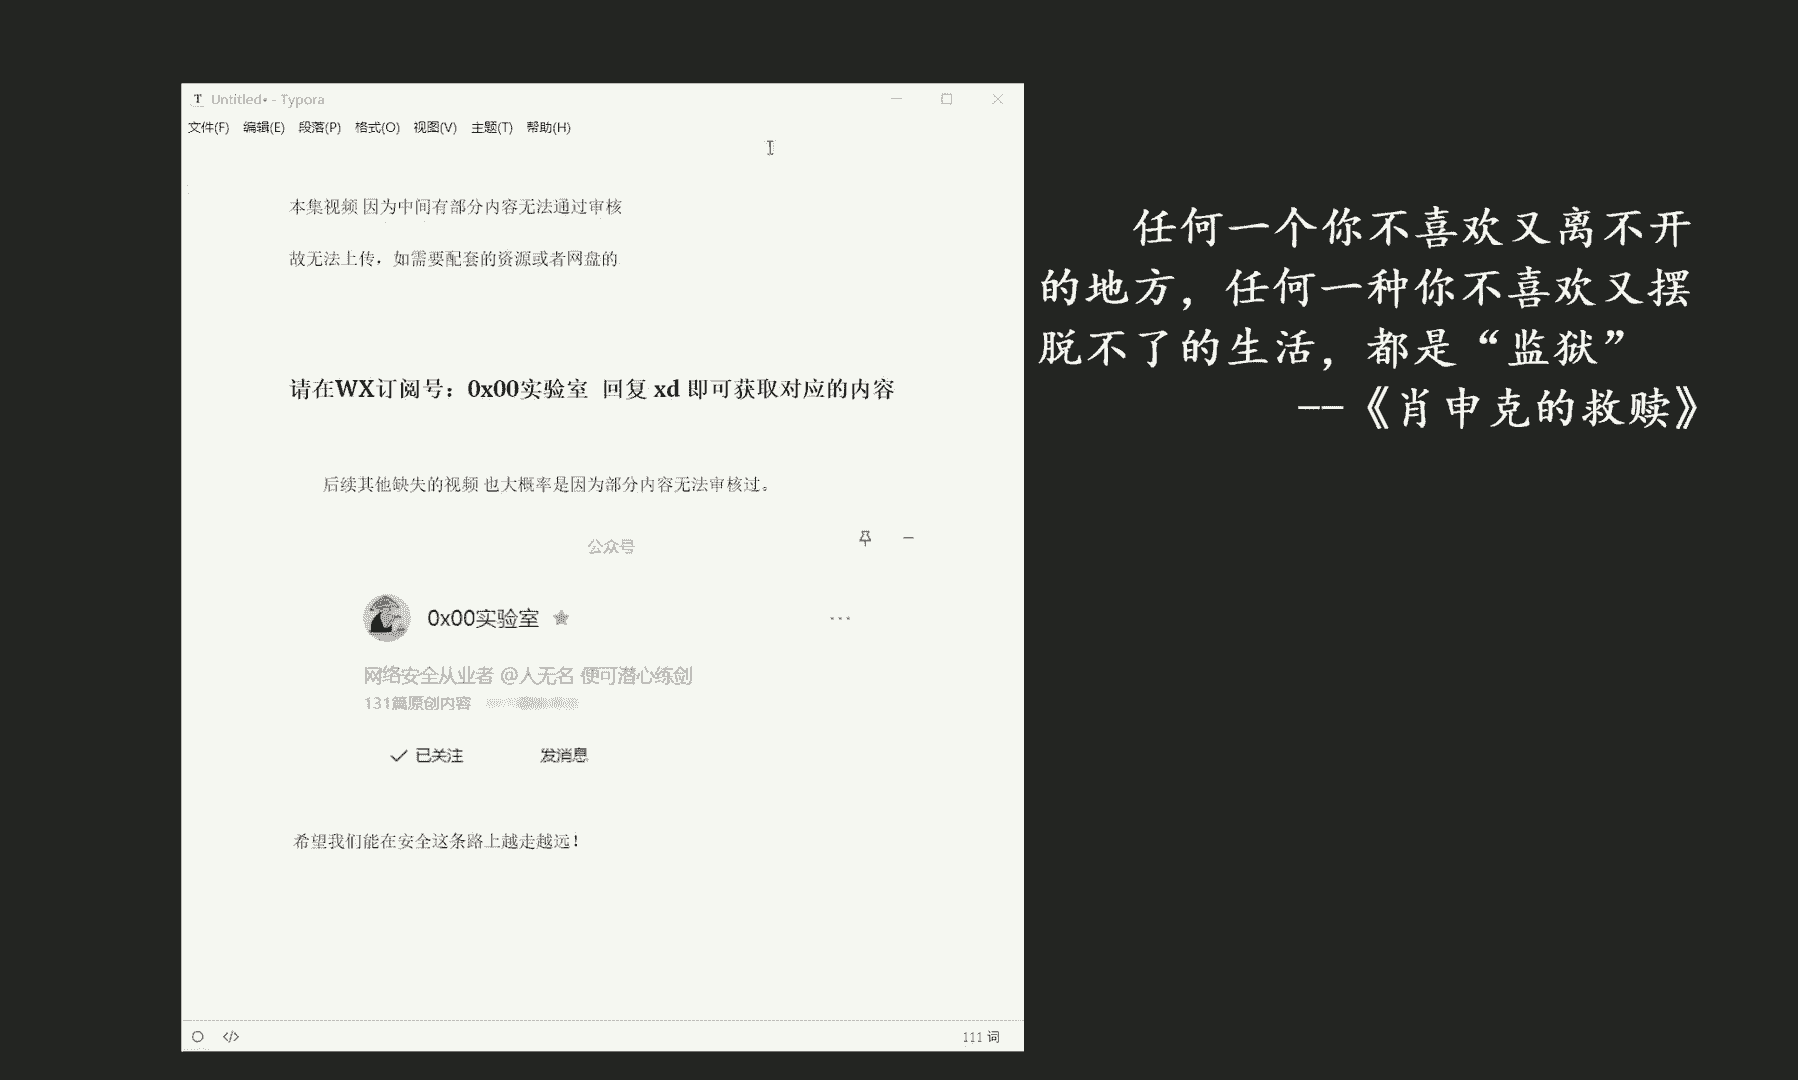 Untitled• - Typora
文件(F) 编辑(E) 段落(P) 格式(O) 视图(V) 主题(T) 帮助(H)
本集视频 因为中间有部分内容无法通过审核
故无法上传，如需要配套的资源或者网盘的
请在WX订阅号：0x00实验室 回复 xd 即可获取对应的内容
后续其他缺失的视频 也大概率是因为部分内容无法审核过。
公众号
0x00实验室
网络安全从业者 @人无名 便可潜心练剑
131篇原创内容
已关注 发消息
希望我们能在安全这条路上越走越远！
111 词
任何一个你不喜欢又离不开
的地方，任何一种你不喜欢又摆
脱不了的生活，都是“监狱”
--《肖申克的救赎》